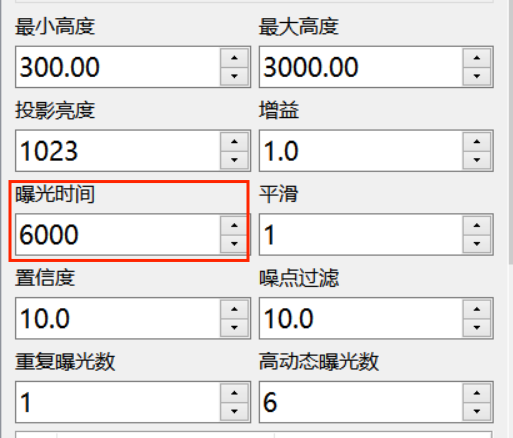 最小高度 最大高度
300.00 3000.00
投影亮度 增益
1023 1.0
曝光时间 平滑
6000 1
置信度 噪点过滤
10.0 10.0
重复曝光数 高动态曝光数
1 6